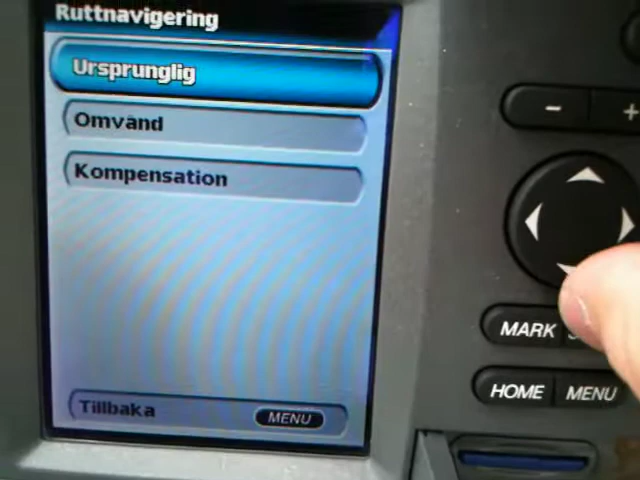 Ruttnavigering
Ursprunglig
Omvänd
Kompensation
Tillbaka MENU
- +
MARK
HOME MENU